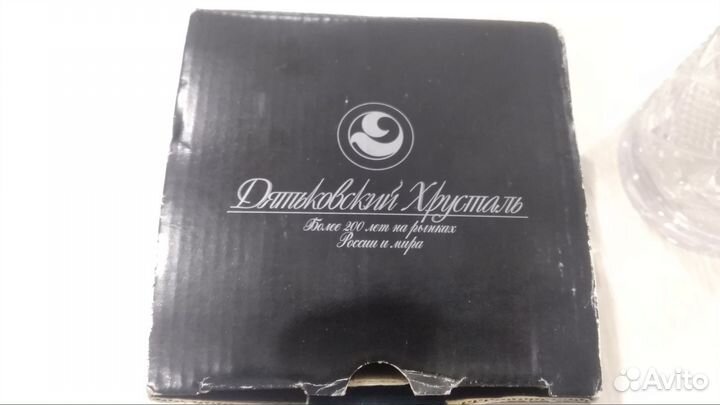 Дятьковский Хрусталь
Более 200 лет на рынках
России и мира
Avito